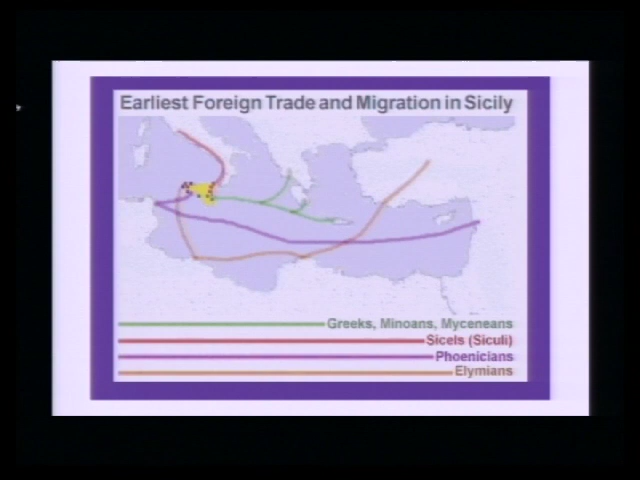 Earliest Foreign Trade and Migration in Sicily
Greeks, Minoans, Myceneans
Sicels (Siculi)
Phoenicians
Elymians